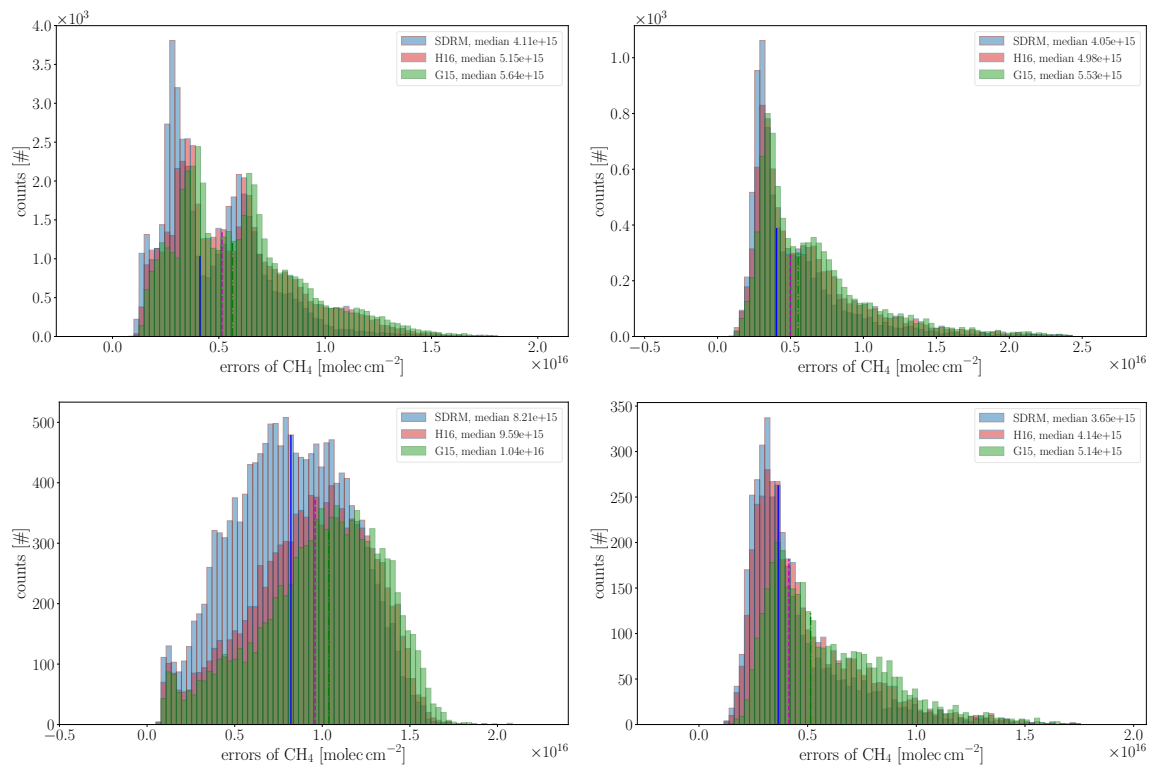 ×10³
4.0
3.5
3.0
2.5
2.0
1.5
1.0
0.5
0.0
counts [#]
SDRM, median 4.11e+15
H16, median 5.15e+15
G15, median 5.64e+15
0.0 0.5 1.0 1.5 2.0
errors of CH₄ [molec cm⁻²]
×10¹⁶
×10³
1.0
0.8
0.6
0.4
0.2
0.0
counts [#]
SDRM, median 4.05e+15
H16, median 4.98e+15
G15, median 5.53e+15
−0.5 0.0 0.5 1.0 1.5 2.0 2.5
errors of CH₄ [molec cm⁻²]
×10¹⁶
500
400
300
200
100
0
counts [#]
SDRM, median 8.21e+15
H16, median 9.59e+15
G15, median 1.04e+16
−0.5 0.0 0.5 1.0 1.5 2.0
errors of CH₄ [molec cm⁻²]
×10¹⁶
350
300
250
200
150
100
50
0
counts [#]
SDRM, median 3.65e+15
H16, median 4.14e+15
G15, median 5.14e+15
0.0 0.5 1.0 1.5 2.0
errors of CH₄ [molec cm⁻²]
×10¹⁶